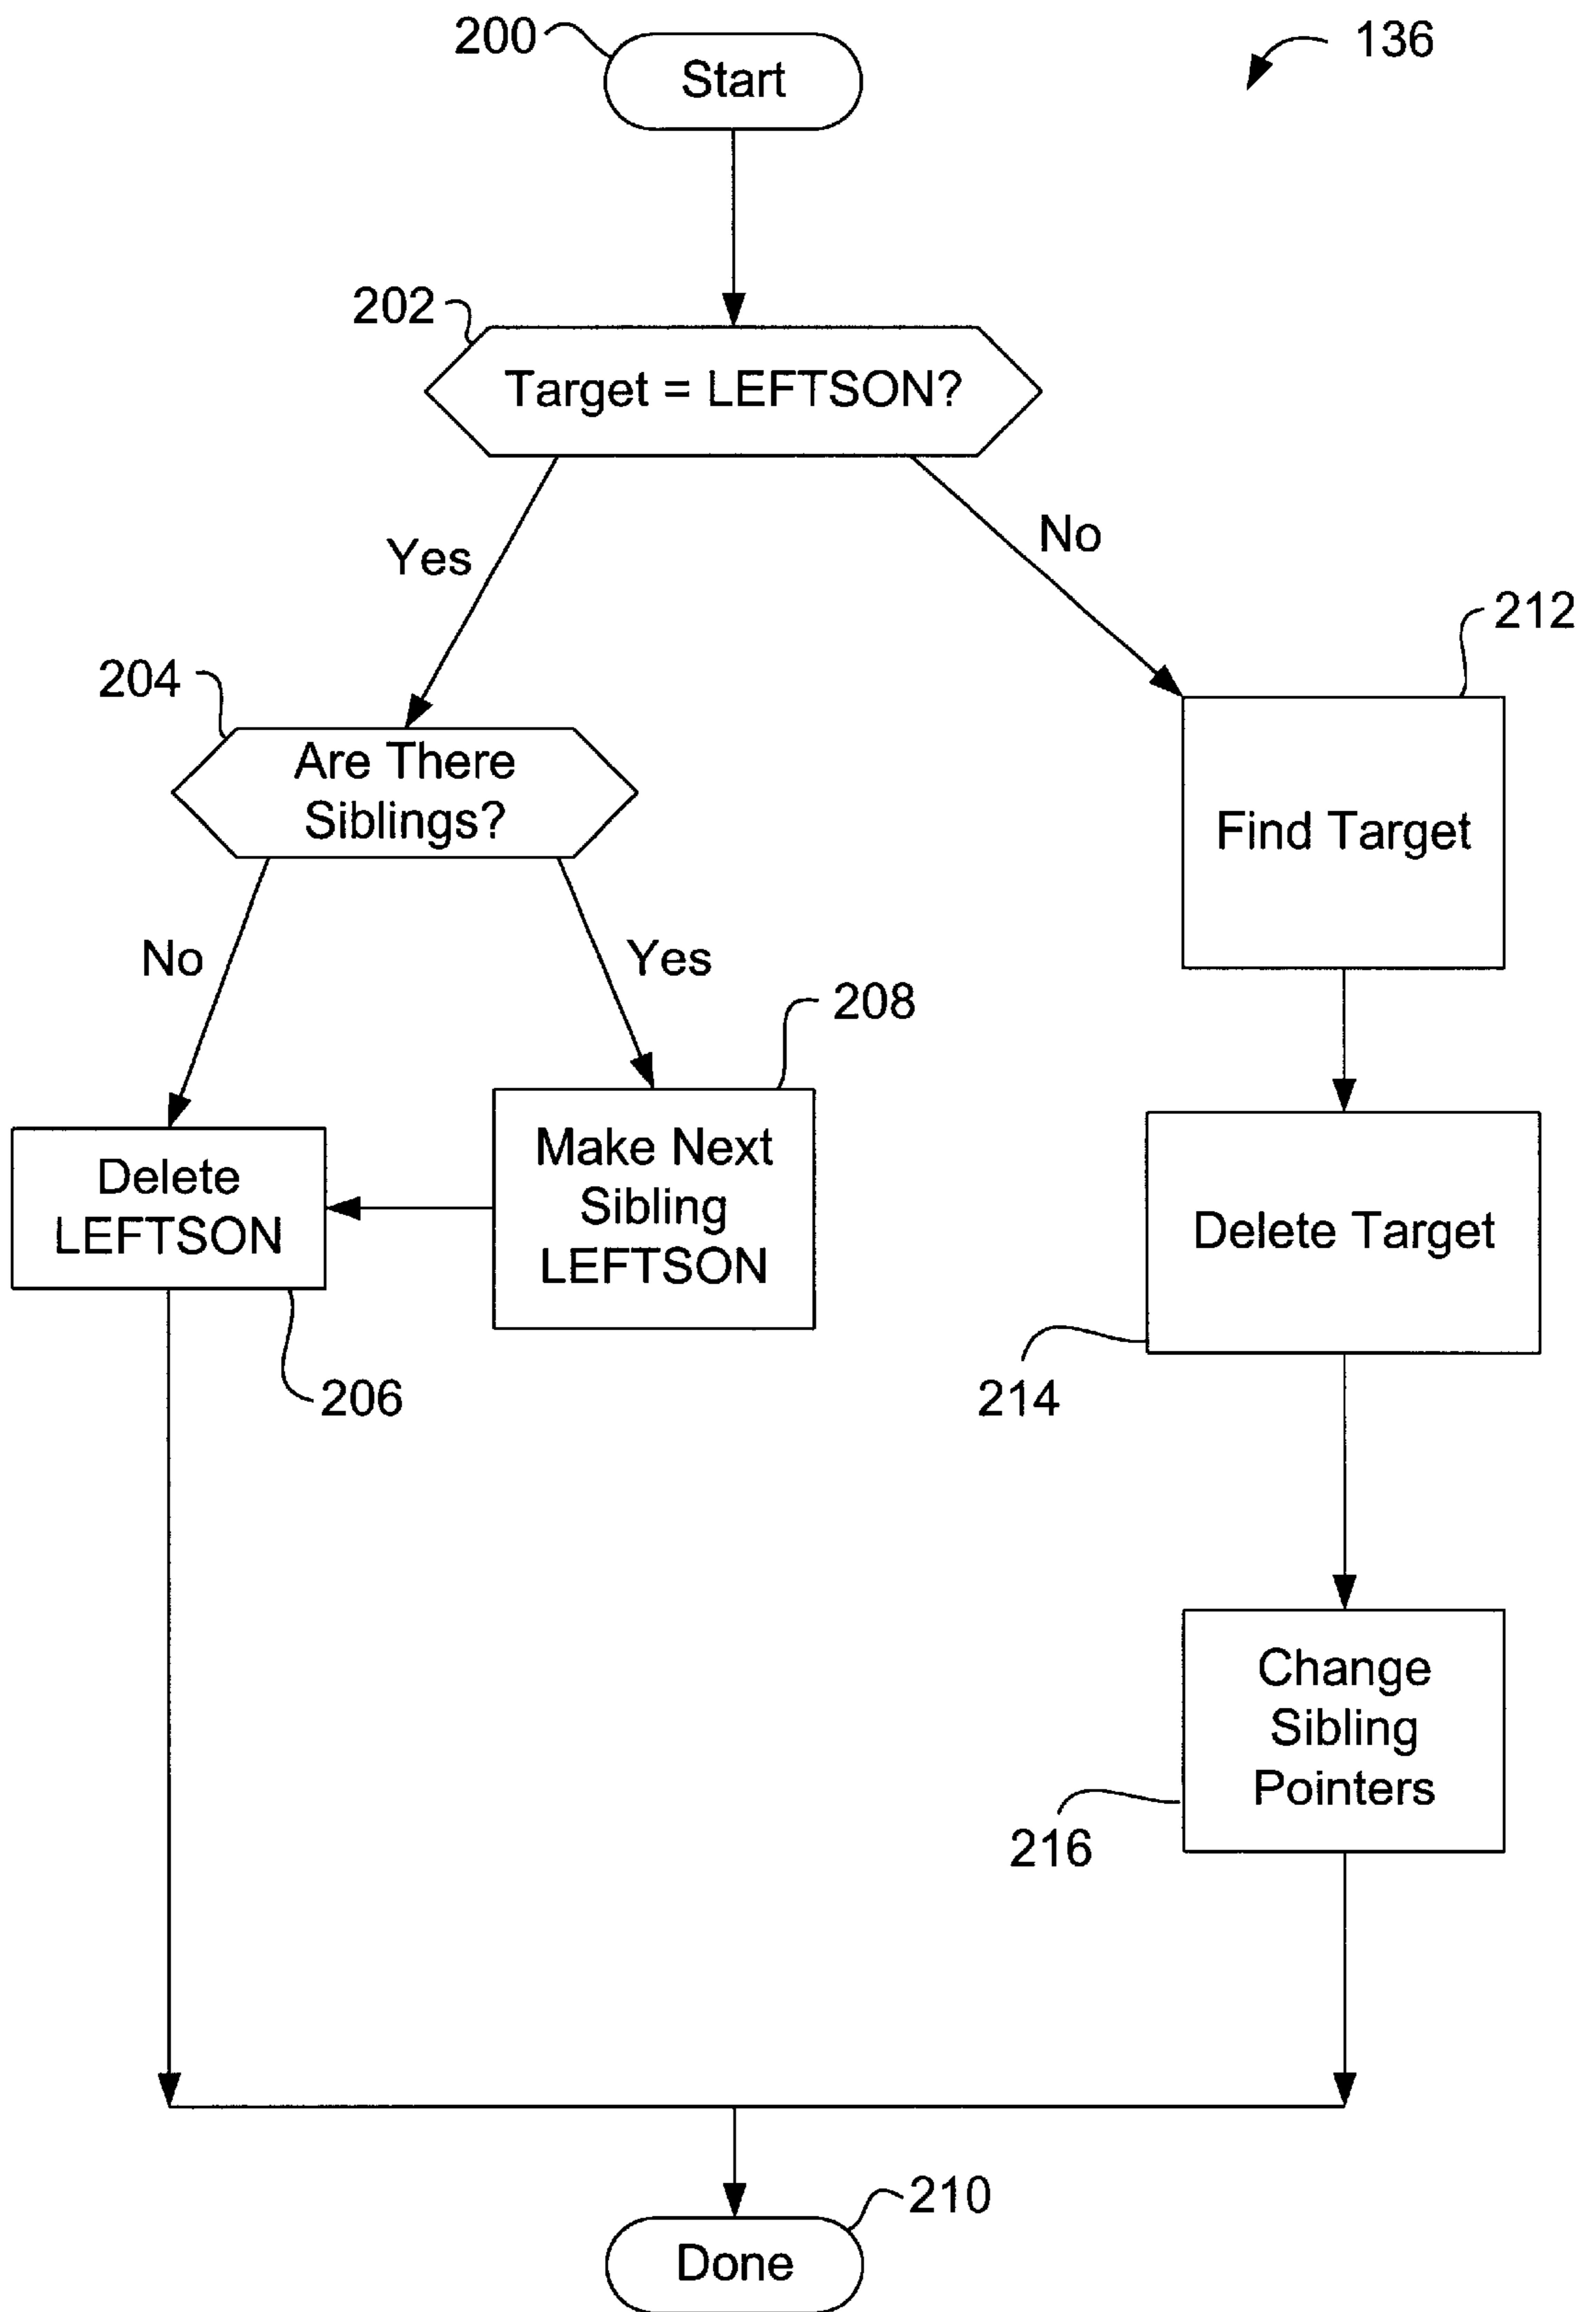 200
Start
136
202
Target = LEFTSON?
Yes
No
212
204
Are There
Siblings?
Find Target
No
Yes
208
Delete
LEFTSON
Make Next
Sibling
LEFTSON
Delete Target
206
214
Change
Sibling
Pointers
216
210
Done